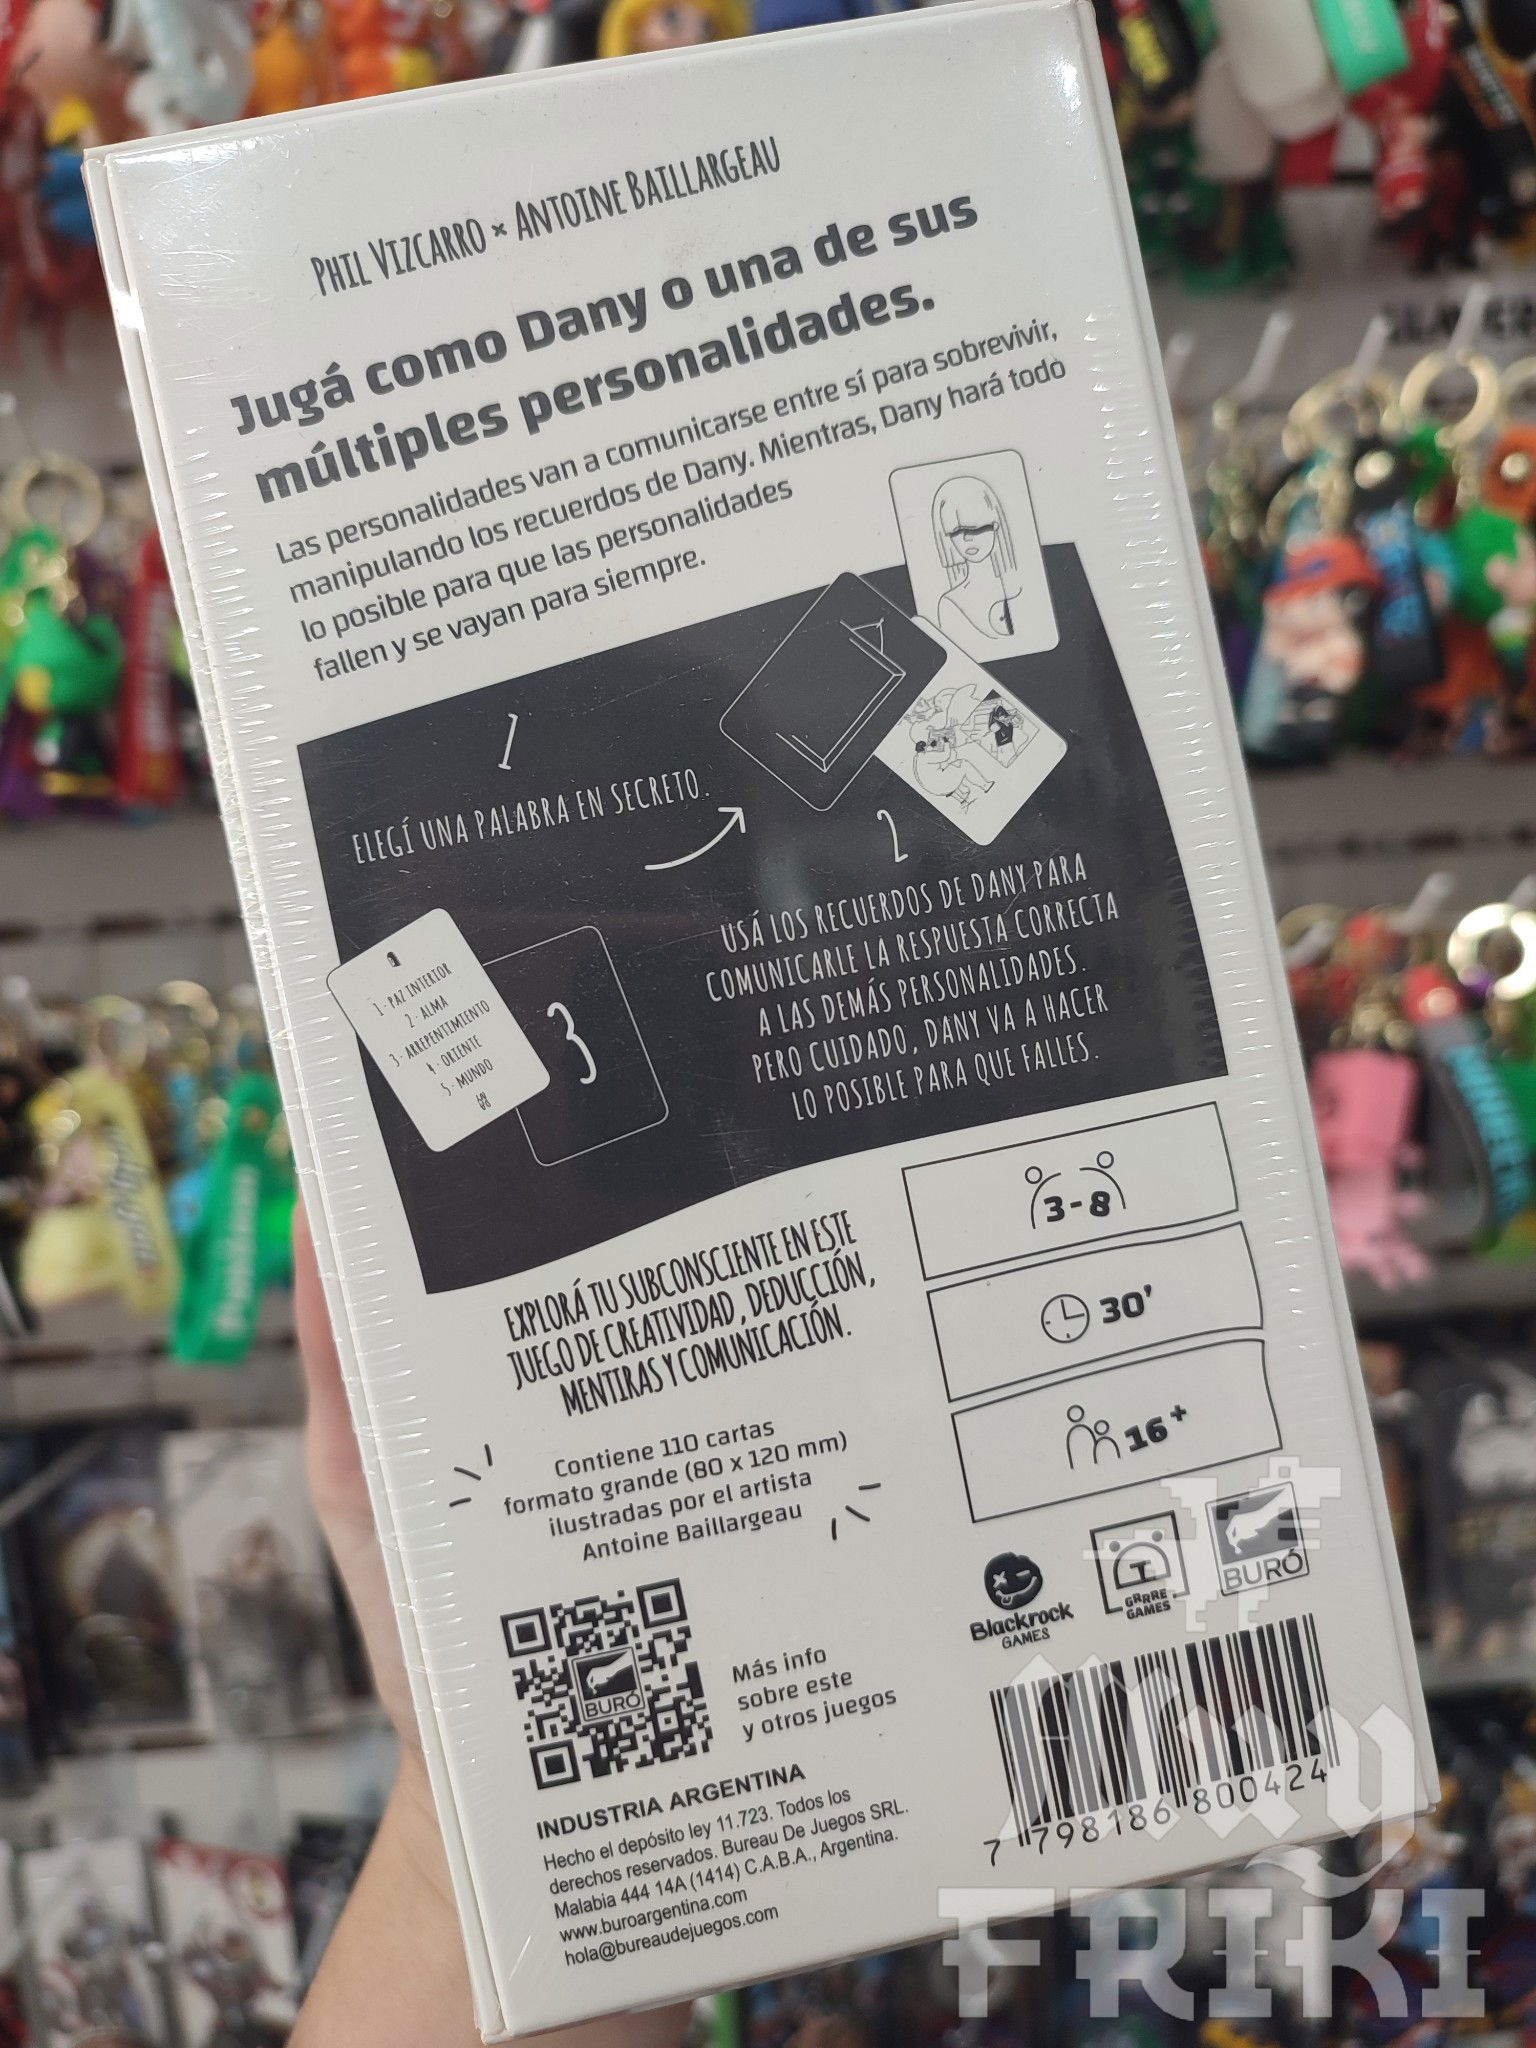 PHIL VIZCARRO × ANTOINE BAILLARGEAU
Jugá como Dany o una de sus
múltiples personalidades.
Las personalidades van a comunicarse entre sí para sobrevivir,
manipulando los recuerdos de Dany. Mientras, Dany hará todo
lo posible para que las personalidades
fallen y se vayan para siempre.
1
ELEGÍ UNA PALABRA EN SECRETO.
2
USÁ LOS RECUERDOS DE DANY PARA
COMUNICARLE LA RESPUESTA CORRECTA
A LAS DEMÁS PERSONALIDADES.
PERO CUIDADO, DANY VA A HACER
LO POSIBLE PARA QUE FALLES.
1 - PAZ INTERIOR
2 - ALMA
3 - ARREPENTIMIENTO
4 - ORIENTE
5 - MUNDO
3
EXPLORÁ TU SUBCONSCIENTE EN ESTE
JUEGO DE CREATIVIDAD, DEDUCCIÓN,
MENTIRAS Y COMUNICACIÓN.
3-8
30'
16+
Contiene 110 cartas
formato grande (80 x 120 mm)
ilustradas por el artista
Antoine Baillargeau
Blackrock
GAMES
GRRRE
GAMES
BURÓ
BURÓ
Más info
sobre este
y otros juegos
INDUSTRIA ARGENTINA
Hecho el depósito ley 11.723. Todos los
derechos reservados. Bureau De Juegos SRL.
Malabia 444 14A (1414) C.A.B.A., Argentina.
www.buroargentina.com
hola@bureaudejuegos.com
7 798186 800424
Muy
FRIKI